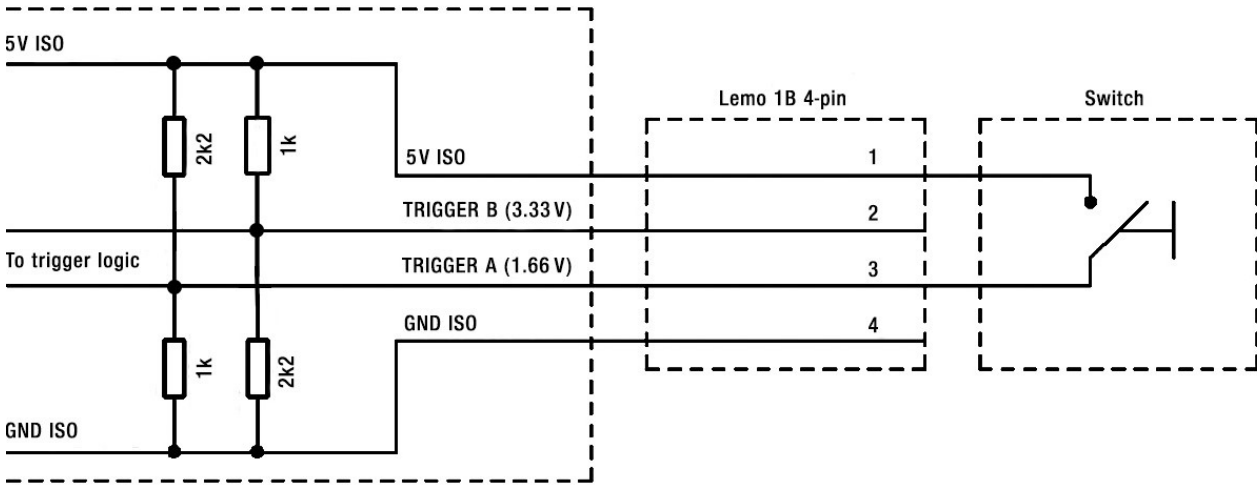 5V ISO
Lemo 1B 4-pin
Switch
2k2
1k
5V ISO
1
TRIGGER B (3.33 V)
2
To trigger logic
TRIGGER A (1.66 V)
3
GND ISO
4
1k
2k2
GND ISO